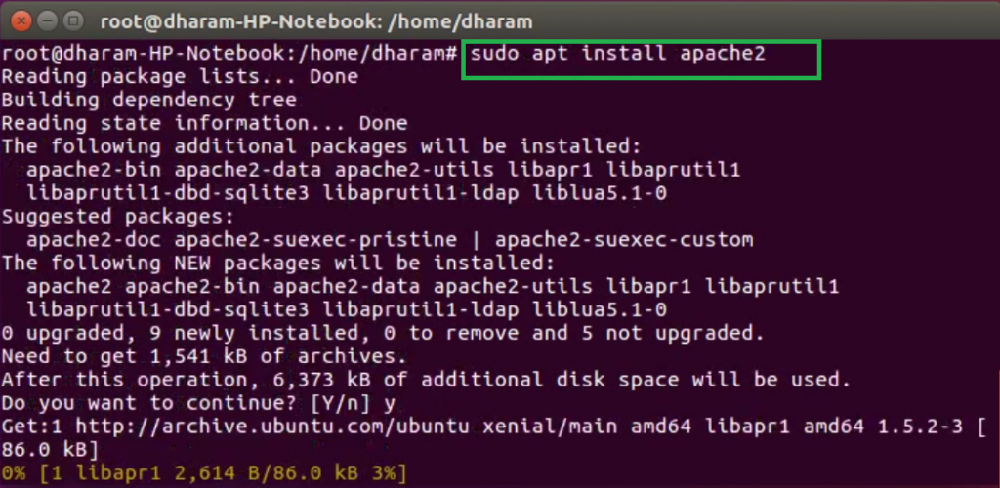 root@dharam-HP-Notebook: /home/dharam
root@dharam-HP-Notebook:/home/dharam# sudo apt install apache2
Reading package lists... Done
Building dependency tree
Reading state information... Done
The following additional packages will be installed:
  apache2-bin apache2-data apache2-utils libapr1 libaprutil1
  libaprutil1-dbd-sqlite3 libaprutil1-ldap liblua5.1-0
Suggested packages:
  apache2-doc apache2-suexec-pristine | apache2-suexec-custom
The following NEW packages will be installed:
  apache2 apache2-bin apache2-data apache2-utils libapr1 libaprutil1
  libaprutil1-dbd-sqlite3 libaprutil1-ldap liblua5.1-0
0 upgraded, 9 newly installed, 0 to remove and 5 not upgraded.
Need to get 1,541 kB of archives.
After this operation, 6,373 kB of additional disk space will be used.
Do you want to continue? [Y/n] y
Get:1 http://archive.ubuntu.com/ubuntu xenial/main amd64 libapr1 amd64 1.5.2-3 [
86.0 kB]
0% [1 libapr1 2,614 B/86.0 kB 3%]